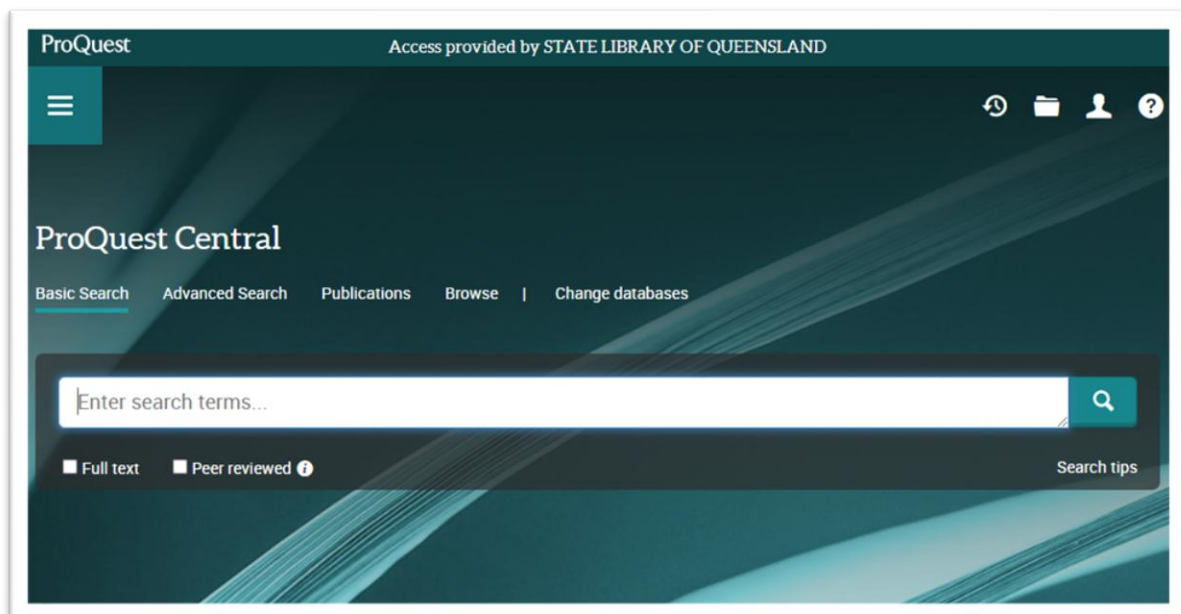 ProQuest
Access provided by STATE LIBRARY OF QUEENSLAND
ProQuest Central
Basic Search Advanced Search Publications Browse | Change databases
Enter search terms...
Full text Peer reviewed i
Search tips